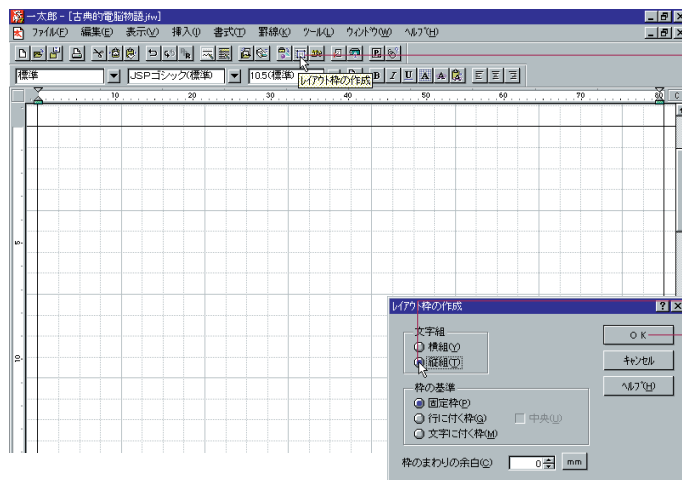 一太郎 - [古典的電脳物語.jtw]
ファイル(F) 編集(E) 表示(V) 挿入(I) 書式(T) 罫線(K) ツール(L) ウィンドウ(W) ヘルプ(H)
標準 JSPゴシック(標準) 10.5(標準) B I U A A
レイアウト枠の作成
10 20 30 40 50 60 70 80
レイアウト枠の作成
文字組
横組(Y)
縦組(T)
枠の基準
固定枠(P)
行に付く枠(G) 中央(U)
文字に付く枠(M)
枠のまわりの余白(C) 0 mm
OK
キャンセル
ヘルプ(H)
5
10